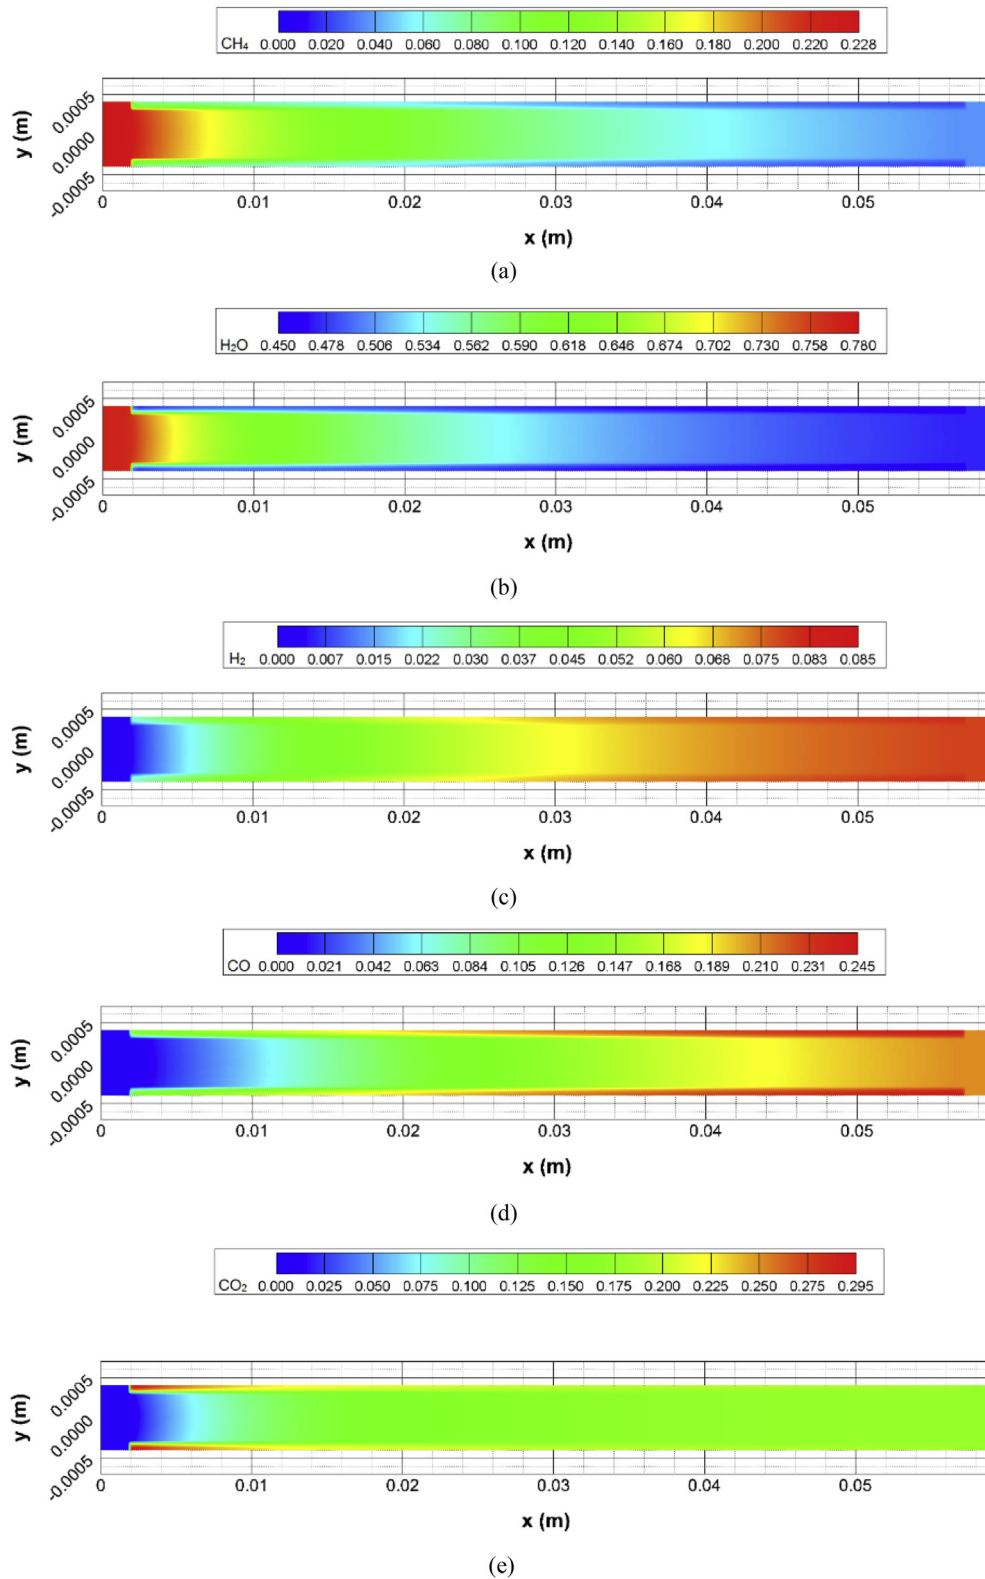 CH₄ 0.000 0.020 0.040 0.060 0.080 0.100 0.120 0.140 0.160 0.180 0.200 0.220 0.228
0.0005
0.0000
-0.0005
y (m)
0 0.01 0.02 0.03 0.04 0.05
x (m)
(a)
H₂O 0.450 0.478 0.506 0.534 0.562 0.590 0.618 0.646 0.674 0.702 0.730 0.758 0.780
0.0005
0.0000
-0.0005
y (m)
0 0.01 0.02 0.03 0.04 0.05
x (m)
(b)
H₂ 0.000 0.007 0.015 0.022 0.030 0.037 0.045 0.052 0.060 0.068 0.075 0.083 0.085
0.0005
0.0000
-0.0005
y (m)
0 0.01 0.02 0.03 0.04 0.05
x (m)
(c)
CO 0.000 0.021 0.042 0.063 0.084 0.105 0.126 0.147 0.168 0.189 0.210 0.231 0.245
0.0005
0.0000
-0.0005
y (m)
0 0.01 0.02 0.03 0.04 0.05
x (m)
(d)
CO₂ 0.000 0.025 0.050 0.075 0.100 0.125 0.150 0.175 0.200 0.225 0.250 0.275 0.295
0.0005
0.0000
-0.0005
y (m)
0 0.01 0.02 0.03 0.04 0.05
x (m)
(e)